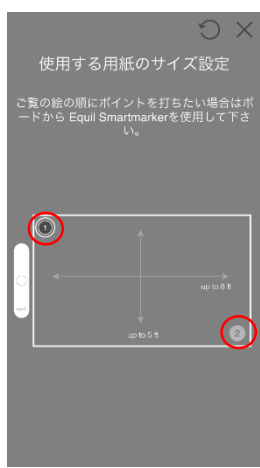 使用する用紙のサイズ設定
ご覧の絵の順にポイントを打ちたい場合はボ
ードから Equil Smartmarkerを使用して下さ
い。
1
up to 8 ft
equil
up to 5 ft
2